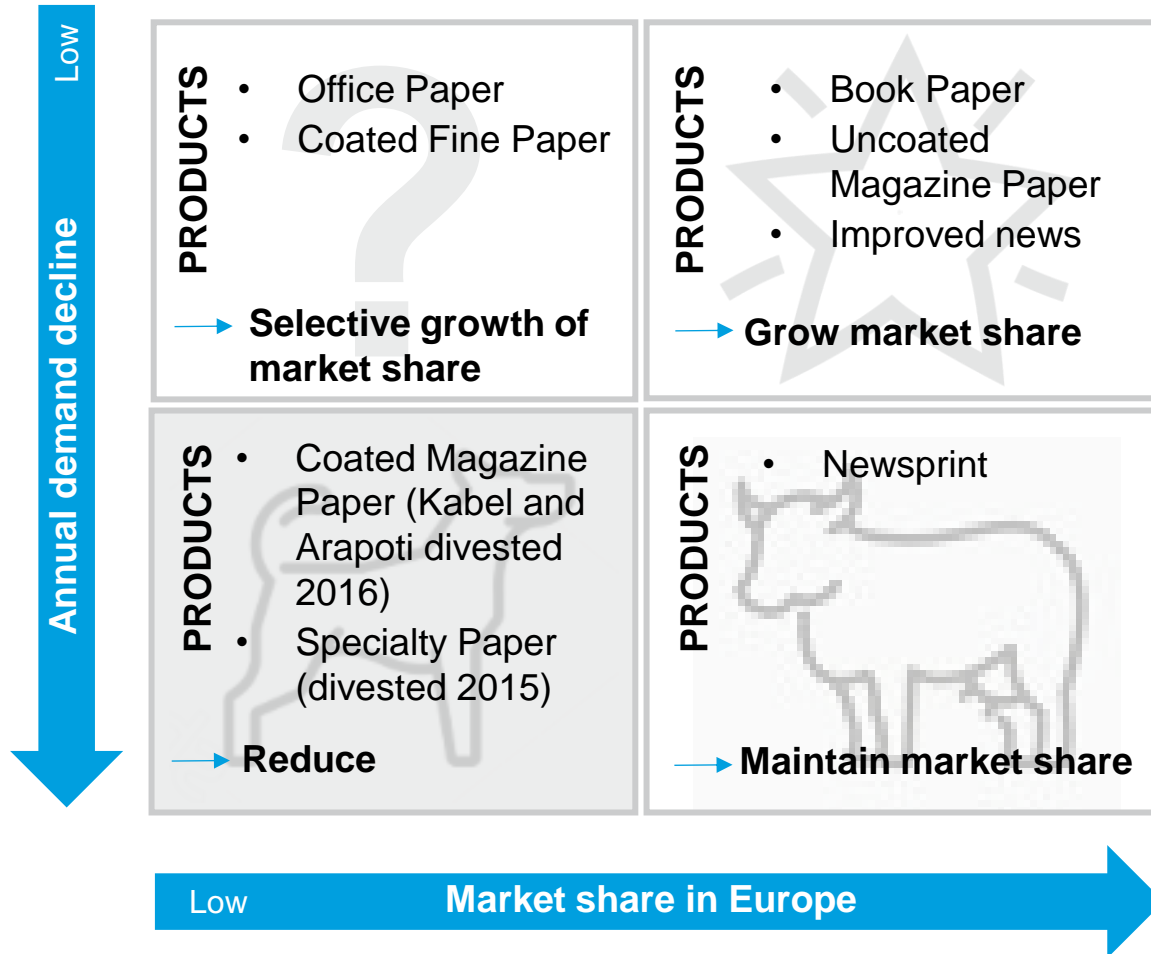 Low
Annual demand decline
PRODUCTS
• Office Paper
• Coated Fine Paper
Selective growth of
market share
PRODUCTS
• Book Paper
• Uncoated
Magazine Paper
• Improved news
Grow market share
PRODUCTS
• Coated Magazine
Paper (Kabel and
Arapoti divested
2016)
• Specialty Paper
(divested 2015)
Reduce
PRODUCTS
• Newsprint
Maintain market share
Low
Market share in Europe